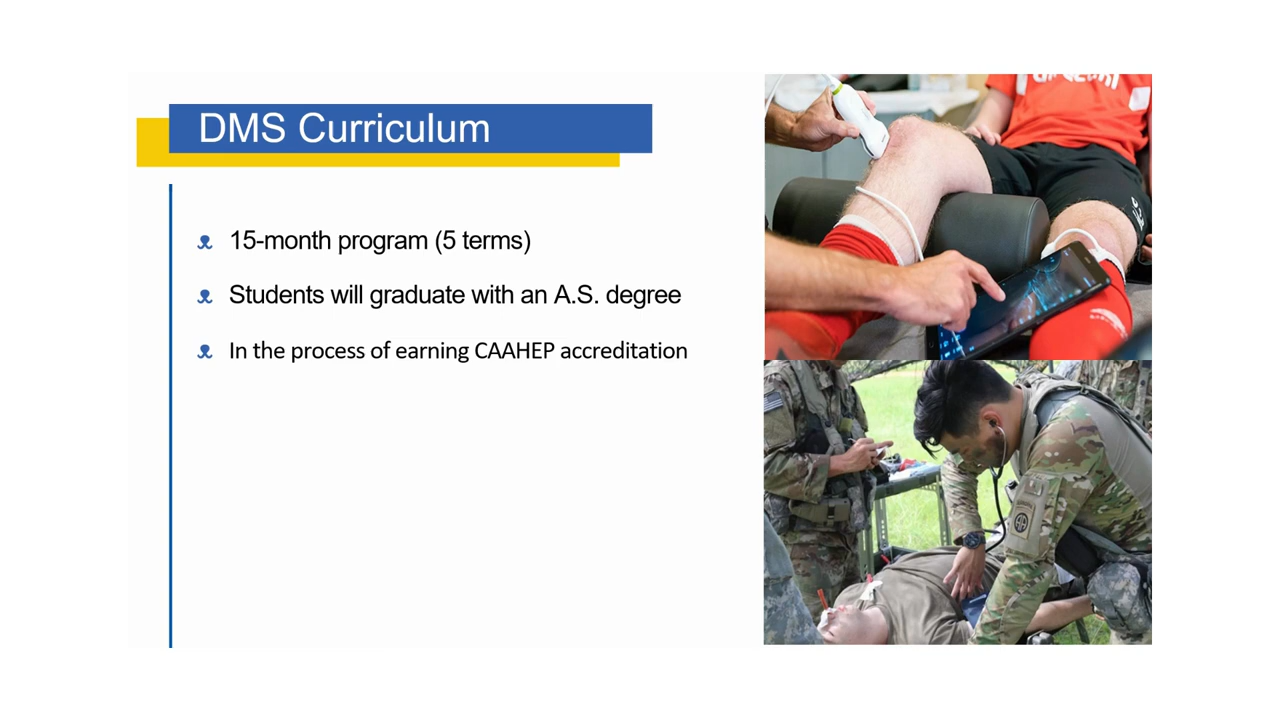 DMS Curriculum
15-month program (5 terms)
Students will graduate with an A.S. degree
In the process of earning CAAHEP accreditation